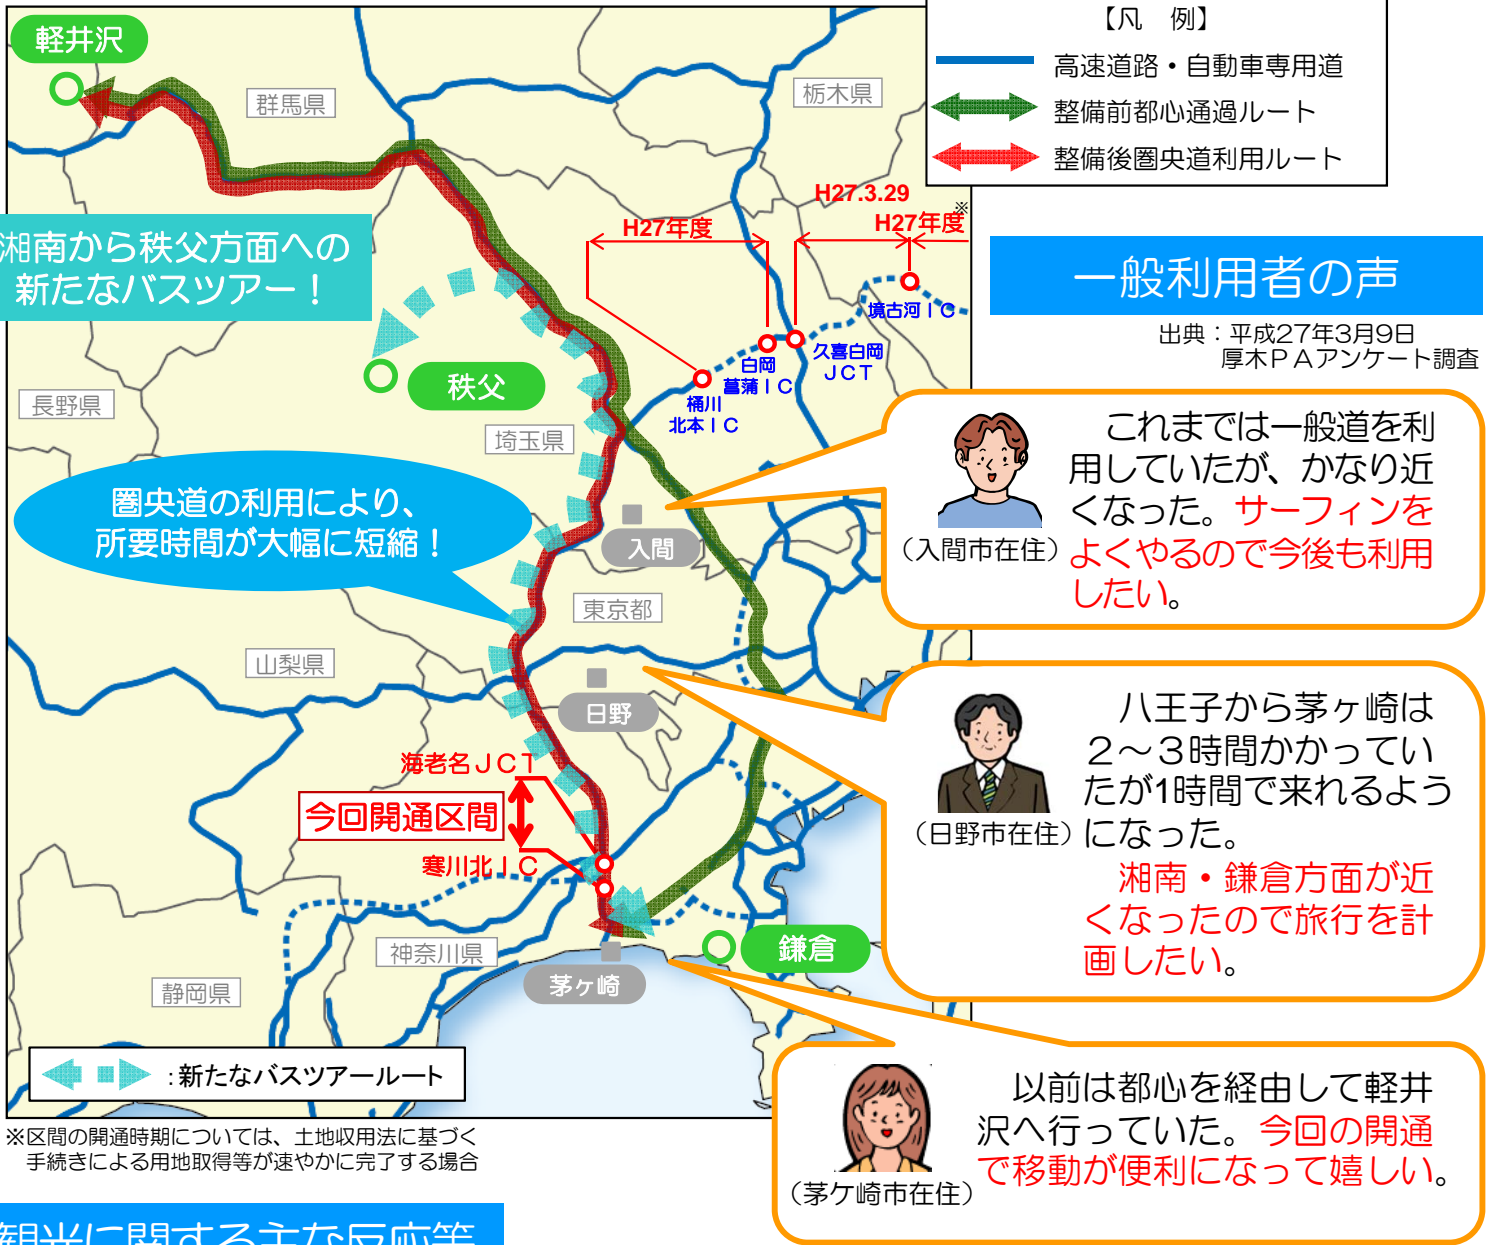 【凡　例】
高速道路・自動車専用道
整備前都心通過ルート
整備後圏央道利用ルート
軽井沢
群馬県
栃木県
H27.3.29
※
H27年度
H27年度
湘南から秩父方面への
新たなバスツアー！
境古河ＩＣ
久喜白岡
ＪＣＴ
白岡
菖蒲ＩＣ
桶川
北本ＩＣ
秩父
長野県
埼玉県
圏央道の利用により、
所要時間が大幅に短縮！
入間
東京都
山梨県
日野
海老名ＪＣＴ
今回開通区間
寒川北ＩＣ
神奈川県
鎌倉
茅ヶ崎
静岡県
：新たなバスツアールート
※区間の開通時期については、土地収用法に基づく
手続きによる用地取得等が速やかに完了する場合
一般利用者の声
出典：平成27年3月9日
厚木ＰＡアンケート調査
これまでは一般道を利
用していたが、かなり近
くなった。サーフィンを
よくやるので今後も利用
したい。
（入間市在住）
八王子から茅ヶ崎は
２～３時間かかってい
たが1時間で来れるよう
になった。
湘南・鎌倉方面が近
くなったので旅行を計
画したい。
（日野市在住）
以前は都心を経由して軽井
沢へ行っていた。今回の開通
で移動が便利になって嬉しい。
（茅ケ崎市在住）
観光に関する主な反応等